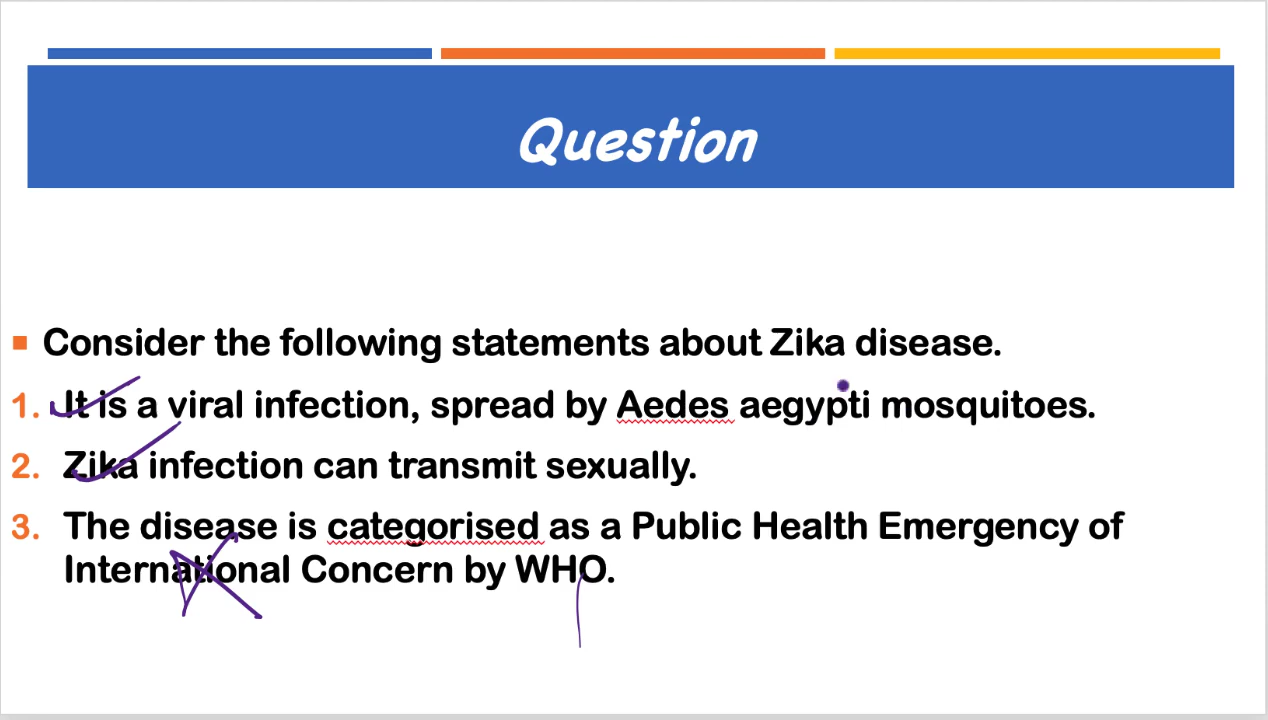 Question
Consider the following statements about Zika disease.
1. It is a viral infection, spread by Aedes aegypti mosquitoes.
2. Zika infection can transmit sexually.
3. The disease is categorised as a Public Health Emergency of
International Concern by WHO.